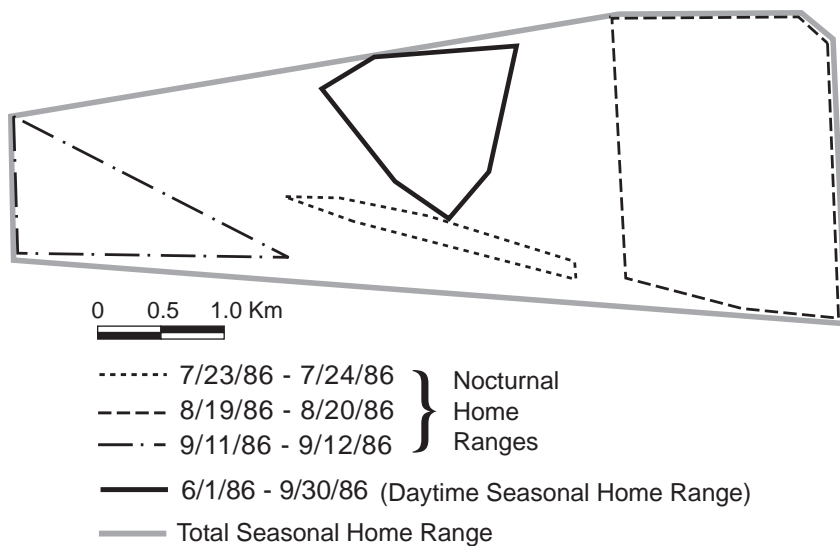 0 0.5 1.0 Km
7/23/86 - 7/24/86
8/19/86 - 8/20/86
9/11/86 - 9/12/86
Nocturnal
Home
Ranges
6/1/86 - 9/30/86 (Daytime Seasonal Home Range)
Total Seasonal Home Range